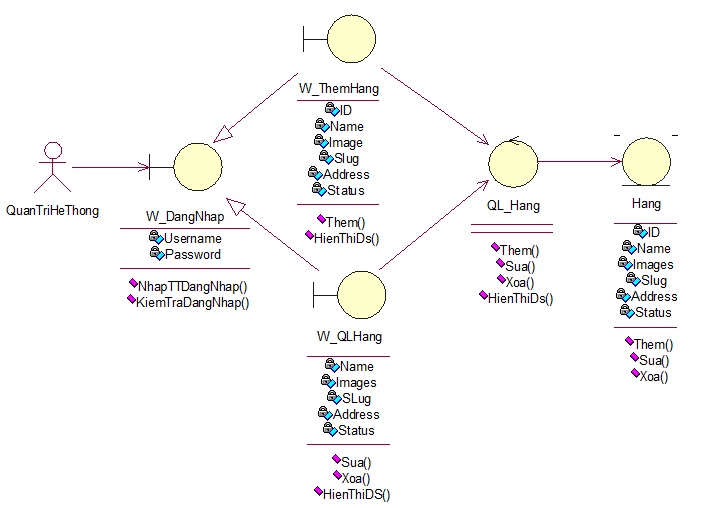 W_ThemHang
ID
Name
Image
Slug
Address
Status
Them()
HienThiDs()
QuanTriHeThong
W_DangNhap
Username
Password
NhapTTDangNhap()
KiemTraDangNhap()
W_QLHang
Name
Images
SLug
Address
Status
Sua()
Xoa()
HienThiDS()
QL_Hang
Them()
Sua()
Xoa()
HienThiDs()
Hang
ID
Name
Images
Slug
Address
Status
Them()
Sua()
Xoa()